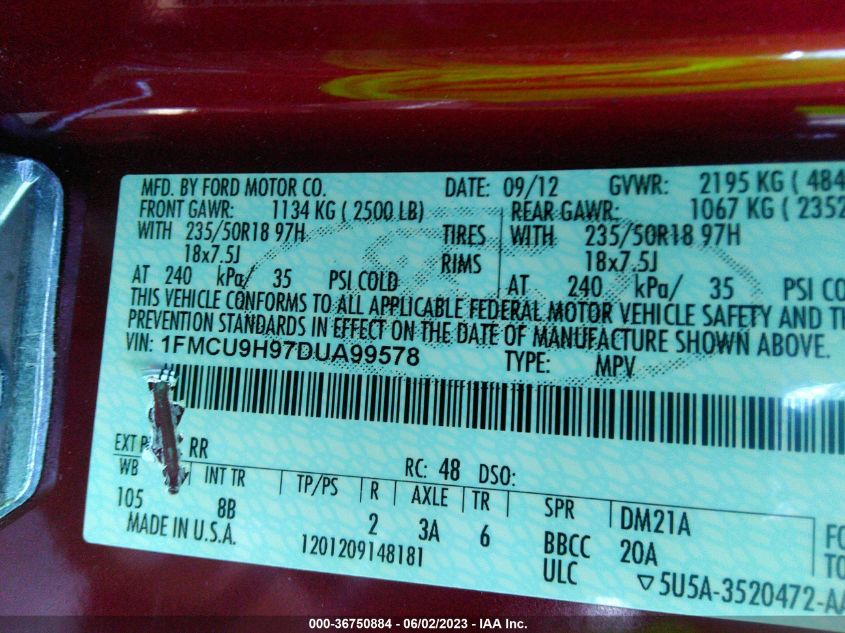 MFD. BY FORD MOTOR CO. DATE: 09/12 GVWR: 2195 KG ( 484
FRONT GAWR: 1134 KG ( 2500 LB) REAR GAWR: 1067 KG ( 2352
WITH 235/50R18 97H TIRES WITH 235/50R18 97H
18x7.5J RIMS 18x7.5J
AT 240 kPa/ 35 PSI COLD AT 240 kPa/ 35 PSI CO
THIS VEHICLE CONFORMS TO ALL APPLICABLE FEDERAL MOTOR VEHICLE SAFETY AND TH
PREVENTION STANDARDS IN EFFECT ON THE DATE OF MANUFACTURE SHOWN ABOVE.
VIN: 1FMCU9H97DUA99578 TYPE: MPV
EXT RR RC: 48 DSO:
WB INT TR TP/PS R AXLE TR SPR DM21A
105 8B 2 3A 6 BBCC 20A
MADE IN U.S.A. 1201209148181 ULC ▽5U5A-3520472-AA
FO
TO
000-36750884 - 06/02/2023 - IAA Inc.